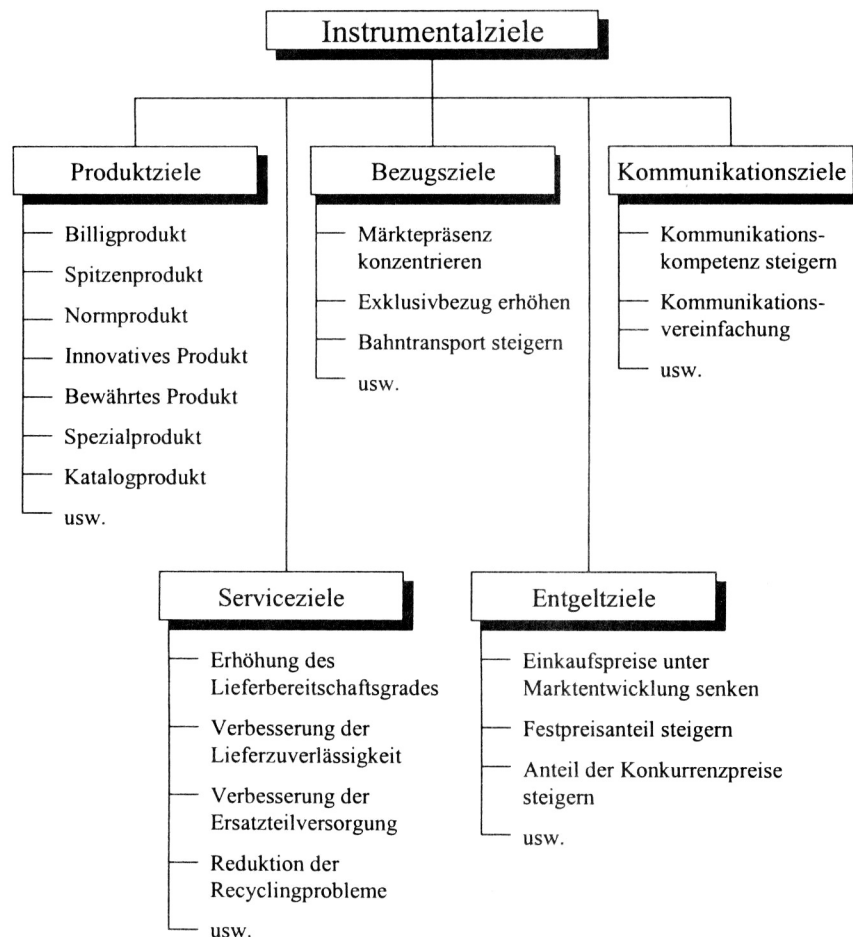 Instrumentalziele
Produktziele
Billigprodukt
Spitzenprodukt
Normprodukt
Innovatives Produkt
Bewährtes Produkt
Spezialprodukt
Katalogprodukt
usw.
Bezugsziele
Märktepräsenz
konzentrieren
Exklusivbezug erhöhen
Bahntransport steigern
usw.
Kommunikationsziele
Kommunikations-
kompetenz steigern
Kommunikations-
vereinfachung
usw.
Serviceziele
Erhöhung des
Lieferbereitschaftsgrades
Verbesserung der
Lieferzuverlässigkeit
Verbesserung der
Ersatzteilversorgung
Reduktion der
Recyclingprobleme
usw.
Entgeltziele
Einkaufspreise unter
Marktentwicklung senken
Festpreisanteil steigern
Anteil der Konkurrenzpreise
steigern
usw.